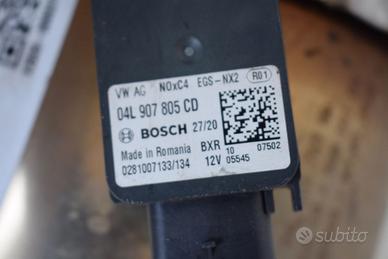 VW AG NOxC4 EGS-NX2 R01
04L 907 805 CD
BOSCH 27/20
Made in Romania BXR 10 07502
0281007133/134 12V 05545
subito